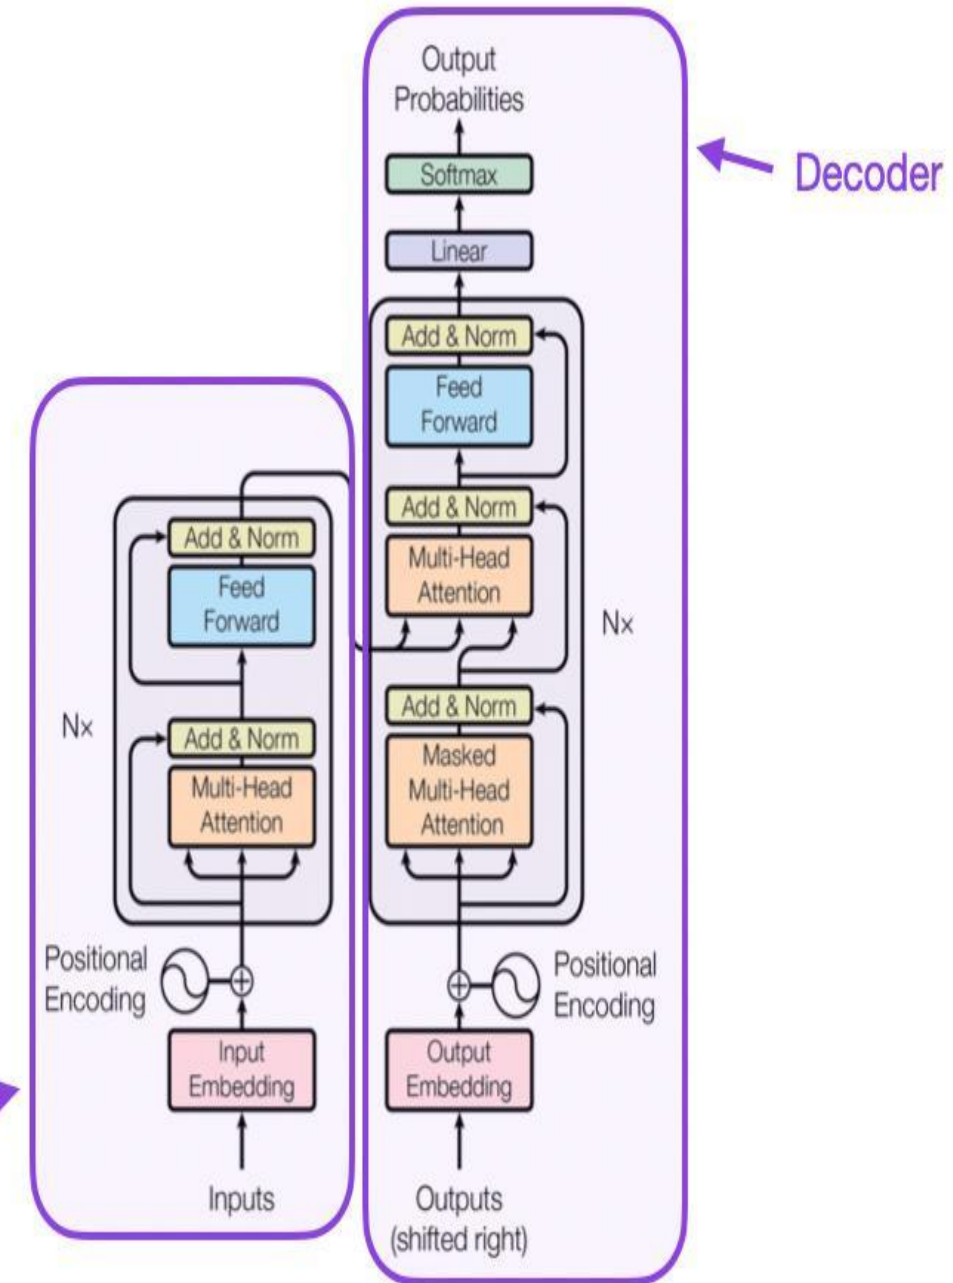 Output
Probabilities
Softmax
Decoder
Linear
Add & Norm
Feed
Forward
Add & Norm
Multi-Head
Attention
Nx
Add & Norm
Masked
Multi-Head
Attention
Positional
Encoding
Output
Embedding
Outputs
(shifted right)
Add & Norm
Feed
Forward
Nx
Add & Norm
Multi-Head
Attention
Positional
Encoding
Input
Embedding
Inputs